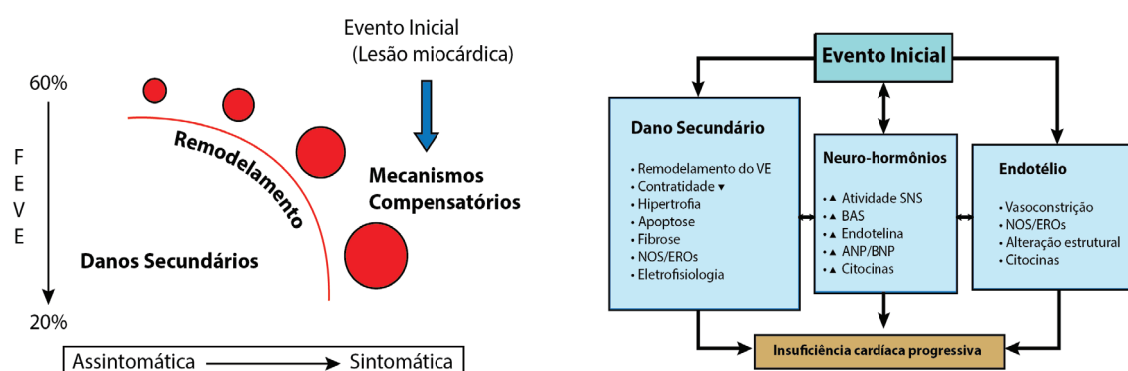 Evento Inicial
(Lesão miocárdica)
60%
F
E
V
E
20%
Remodelamento
Mecanismos
Compensatórios
Danos Secundários
Assintomática
Sintomática
Evento Inicial
Dano Secundário
• Remodelamento do VE
• Contratidade ▼
• Hipertrofia
• Apoptose
• Fibrose
• NOS/EROs
• Eletrofisiologia
Neuro-hormônios
• ▲ Atividade SNS
• ▲ BAS
• ▲ Endotelina
• ▲ ANP/BNP
• ▲ Citocinas
Endotélio
• Vasoconstrição
• NOS/EROs
• Alteração estrutural
• Citocinas
Insuficiência cardíaca progressiva